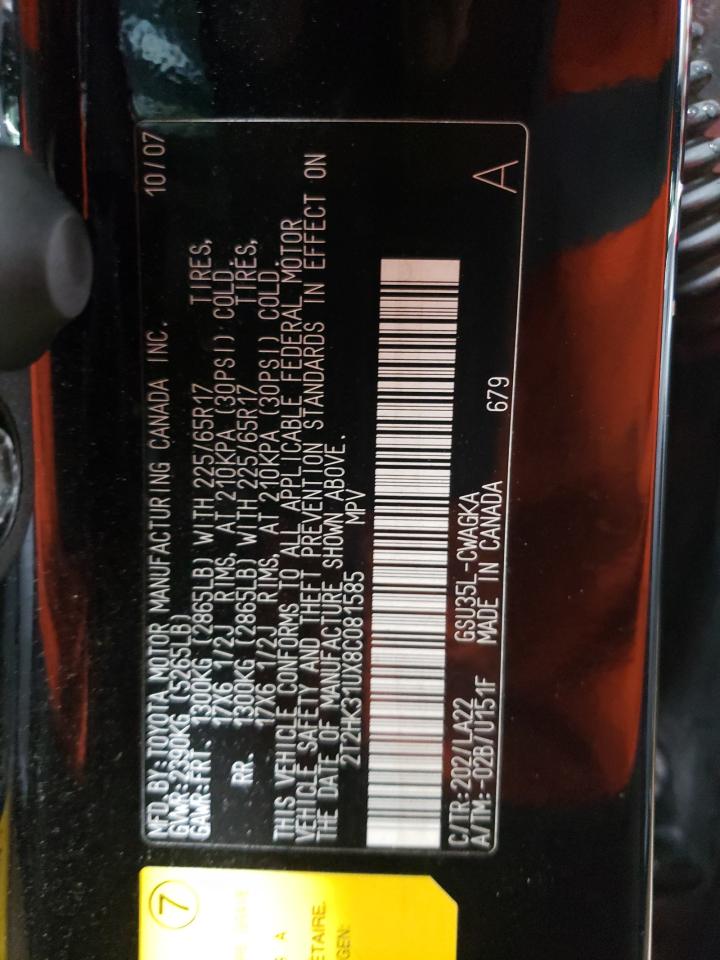 MFD. BY: TOYOTA MOTOR MANUFACTURING CANADA INC. 10/07
GVWR: 2390KG (5265LB)
GAWR: FRT. 1300KG (2865LB) WITH 225/65R17 TIRES,
17X6 1/2J RIMS, AT 210KPA (30PSI) COLD.
RR. 1300KG (2865LB) WITH 225/65R17 TIRES,
17X6 1/2J RIMS, AT 210KPA (30PSI) COLD.
THIS VEHICLE CONFORMS TO ALL APPLICABLE FEDERAL MOTOR
VEHICLE SAFETY AND THEFT PREVENTION STANDARDS IN EFFECT ON
THE DATE OF MANUFACTURE SHOWN ABOVE.
2T2HK31UX8C081585 MPV
C/TR: 202/LA22 GSU35L-CWAGKA
A/TM: -02B/U151F MADE IN CANADA 679 A
7
A
ÉTAIRE.
GEN: